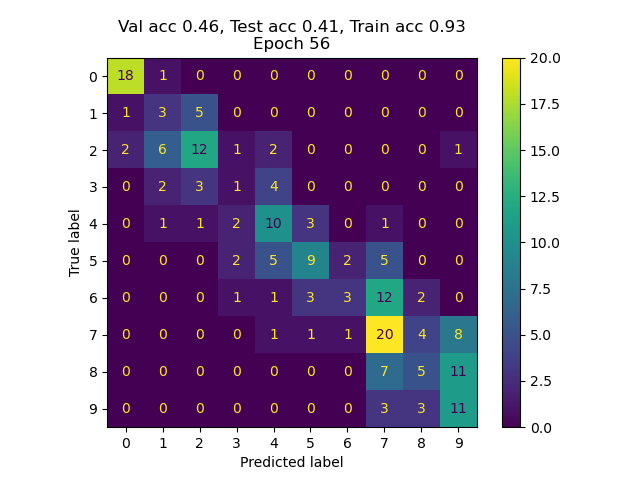 Val acc 0.46, Test acc 0.41, Train acc 0.93
Epoch 56
0 18 1 0 0 0 0 0 0 0 0
1 1 3 5 0 0 0 0 0 0 0
2 2 6 12 1 2 0 0 0 0 1
3 0 2 3 1 4 0 0 0 0 0
4 0 1 1 2 10 3 0 1 0 0
5 0 0 0 2 5 9 2 5 0 0
6 0 0 0 1 1 3 3 12 2 0
7 0 0 0 0 1 1 1 20 4 8
8 0 0 0 0 0 0 0 7 5 11
9 0 0 0 0 0 0 0 3 3 11
0 1 2 3 4 5 6 7 8 9
Predicted label
True label
20.0
17.5
15.0
12.5
10.0
7.5
5.0
2.5
0.0